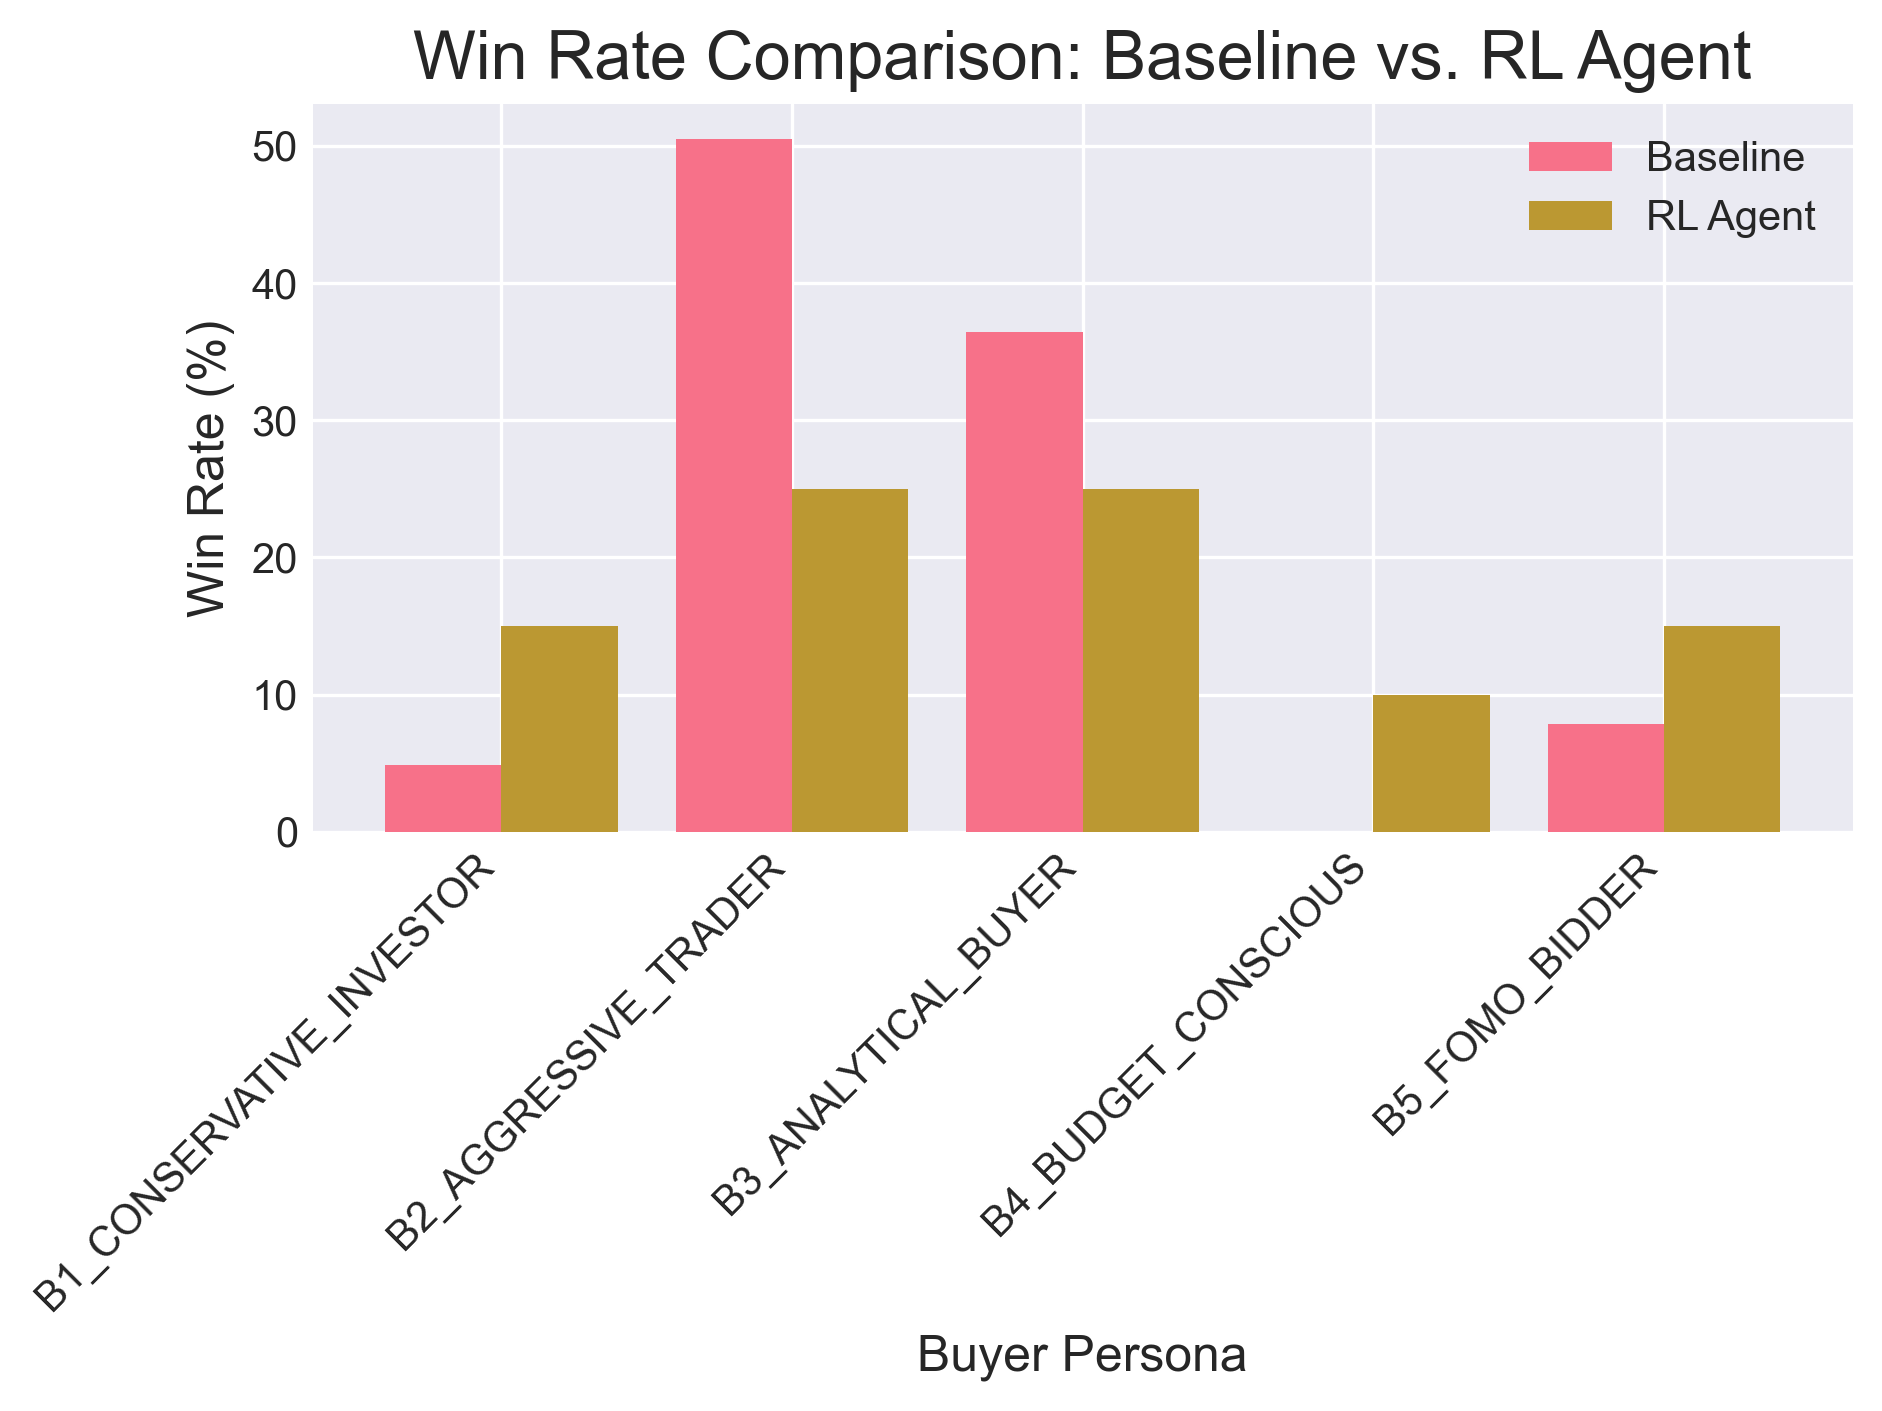 Win Rate Comparison: Baseline vs. RL Agent
Baseline
RL Agent
Win Rate (%)
50
40
30
20
10
0
B1_CONSERVATIVE_INVESTOR
B2_AGGRESSIVE_TRADER
B3_ANALYTICAL_BUYER
B4_BUDGET_CONSCIOUS
B5_FOMO_BIDDER
Buyer Persona